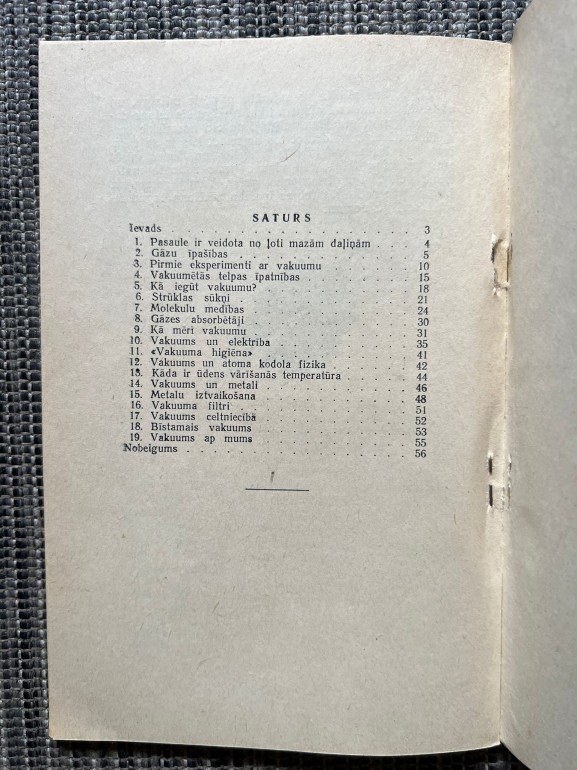 SATURS
Ievads . . . . . . . . . . . . . . . . 3
1. Pasaule ir veidota no ļoti mazām daļiņām . . . 4
2. Gāzu īpašības . . . . . . . . . . . . 5
3. Pirmie eksperimenti ar vakuumu . . . . . . 10
4. Vakuumētās telpas īpatnības . . . . . . . 15
5. Kā iegūt vakuumu? . . . . . . . . . . 18
6. Strūklas sūkņi . . . . . . . . . . . . 21
7. Molekulu medības . . . . . . . . . . . 24
8. Gāzes absorbētāji . . . . . . . . . . . 30
9. Kā mērī vakuumu . . . . . . . . . . . 31
10. Vakuums un elektrība . . . . . . . . . 35
11. «Vakuuma higiēna» . . . . . . . . . . 41
12. Vakuums un atoma kodola fizika . . . . . . 42
13. Kāda ir ūdens vārīšanās temperatūra . . . . . 44
14. Vakuums un metali . . . . . . . . . . 46
15. Metalu iztvaikošana . . . . . . . . . . 48
16. Vakuuma filtri . . . . . . . . . . . . 51
17. Vakuums celtniecībā . . . . . . . . . . 52
18. Bīstamais vakuums . . . . . . . . . . 53
19. Vakuums ap mums . . . . . . . . . . . 55
Nobeigums . . . . . . . . . . . . . . . 56